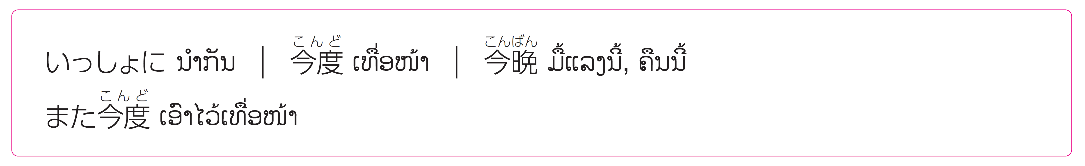 こんど こんばん
いっしょに ນຳກັນ | 今度 ເທື່ອໜ້າ | 今晩 ມື້ແລງນີ້, ຄືນນີ້
こんど
また今度 ເອົາໄວ້ເທື່ອໜ້າ